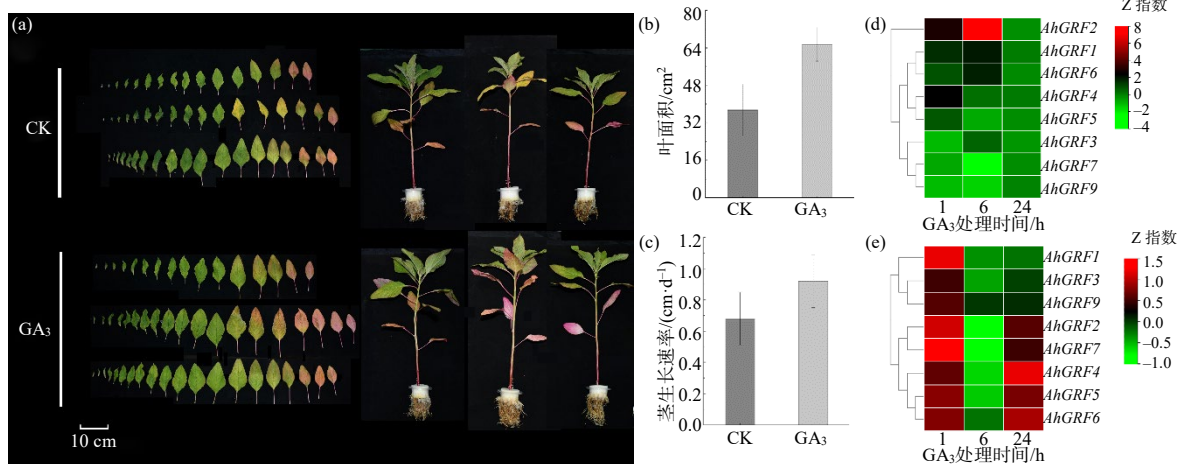 (a)
CK
GA₃
10 cm
(b)
叶面积/cm²
80
64
48
32
16
0
CK
GA₃
(c)
茎生长速率/(cm·d⁻¹)
1.2
1.0
0.8
0.6
0.4
0.2
0.0
CK
GA₃
(d)
Z 指数
8
6
4
2
0
−2
−4
AhGRF2
AhGRF1
AhGRF6
AhGRF4
AhGRF5
AhGRF3
AhGRF7
AhGRF9
1 6 24
GA₃处理时间/h
(e)
Z 指数
1.5
1.0
0.5
0.0
−0.5
−1.0
AhGRF1
AhGRF3
AhGRF9
AhGRF2
AhGRF7
AhGRF4
AhGRF5
AhGRF6
1 6 24
GA₃处理时间/h